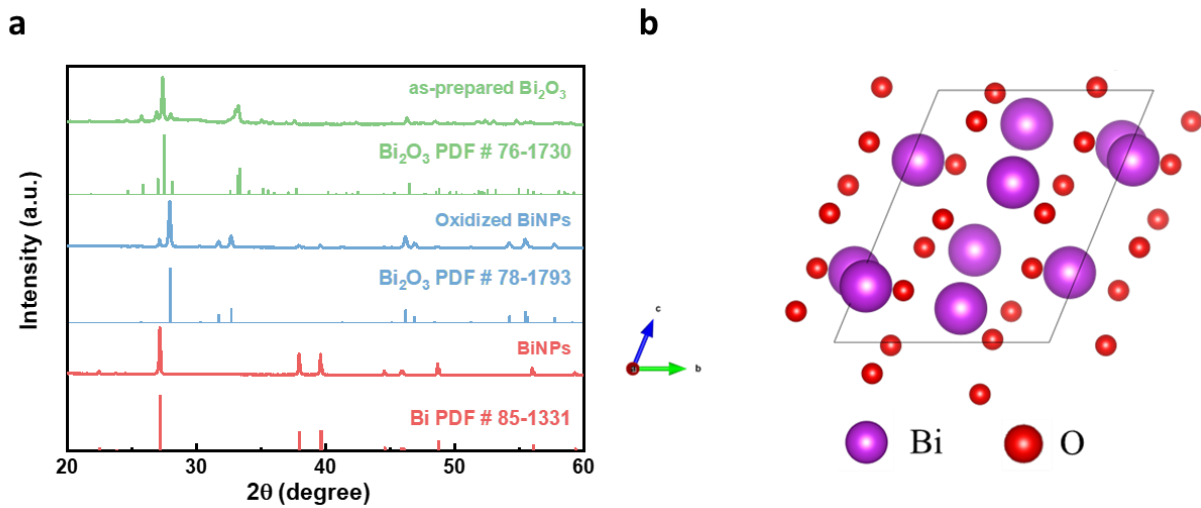 a
b
Intensity (a.u.)
as-prepared Bi₂O₃
Bi₂O₃ PDF # 76-1730
Oxidized BiNPs
Bi₂O₃ PDF # 78-1793
BiNPs
Bi PDF # 85-1331
20 30 40 50 60
2θ (degree)
c
b
Bi O